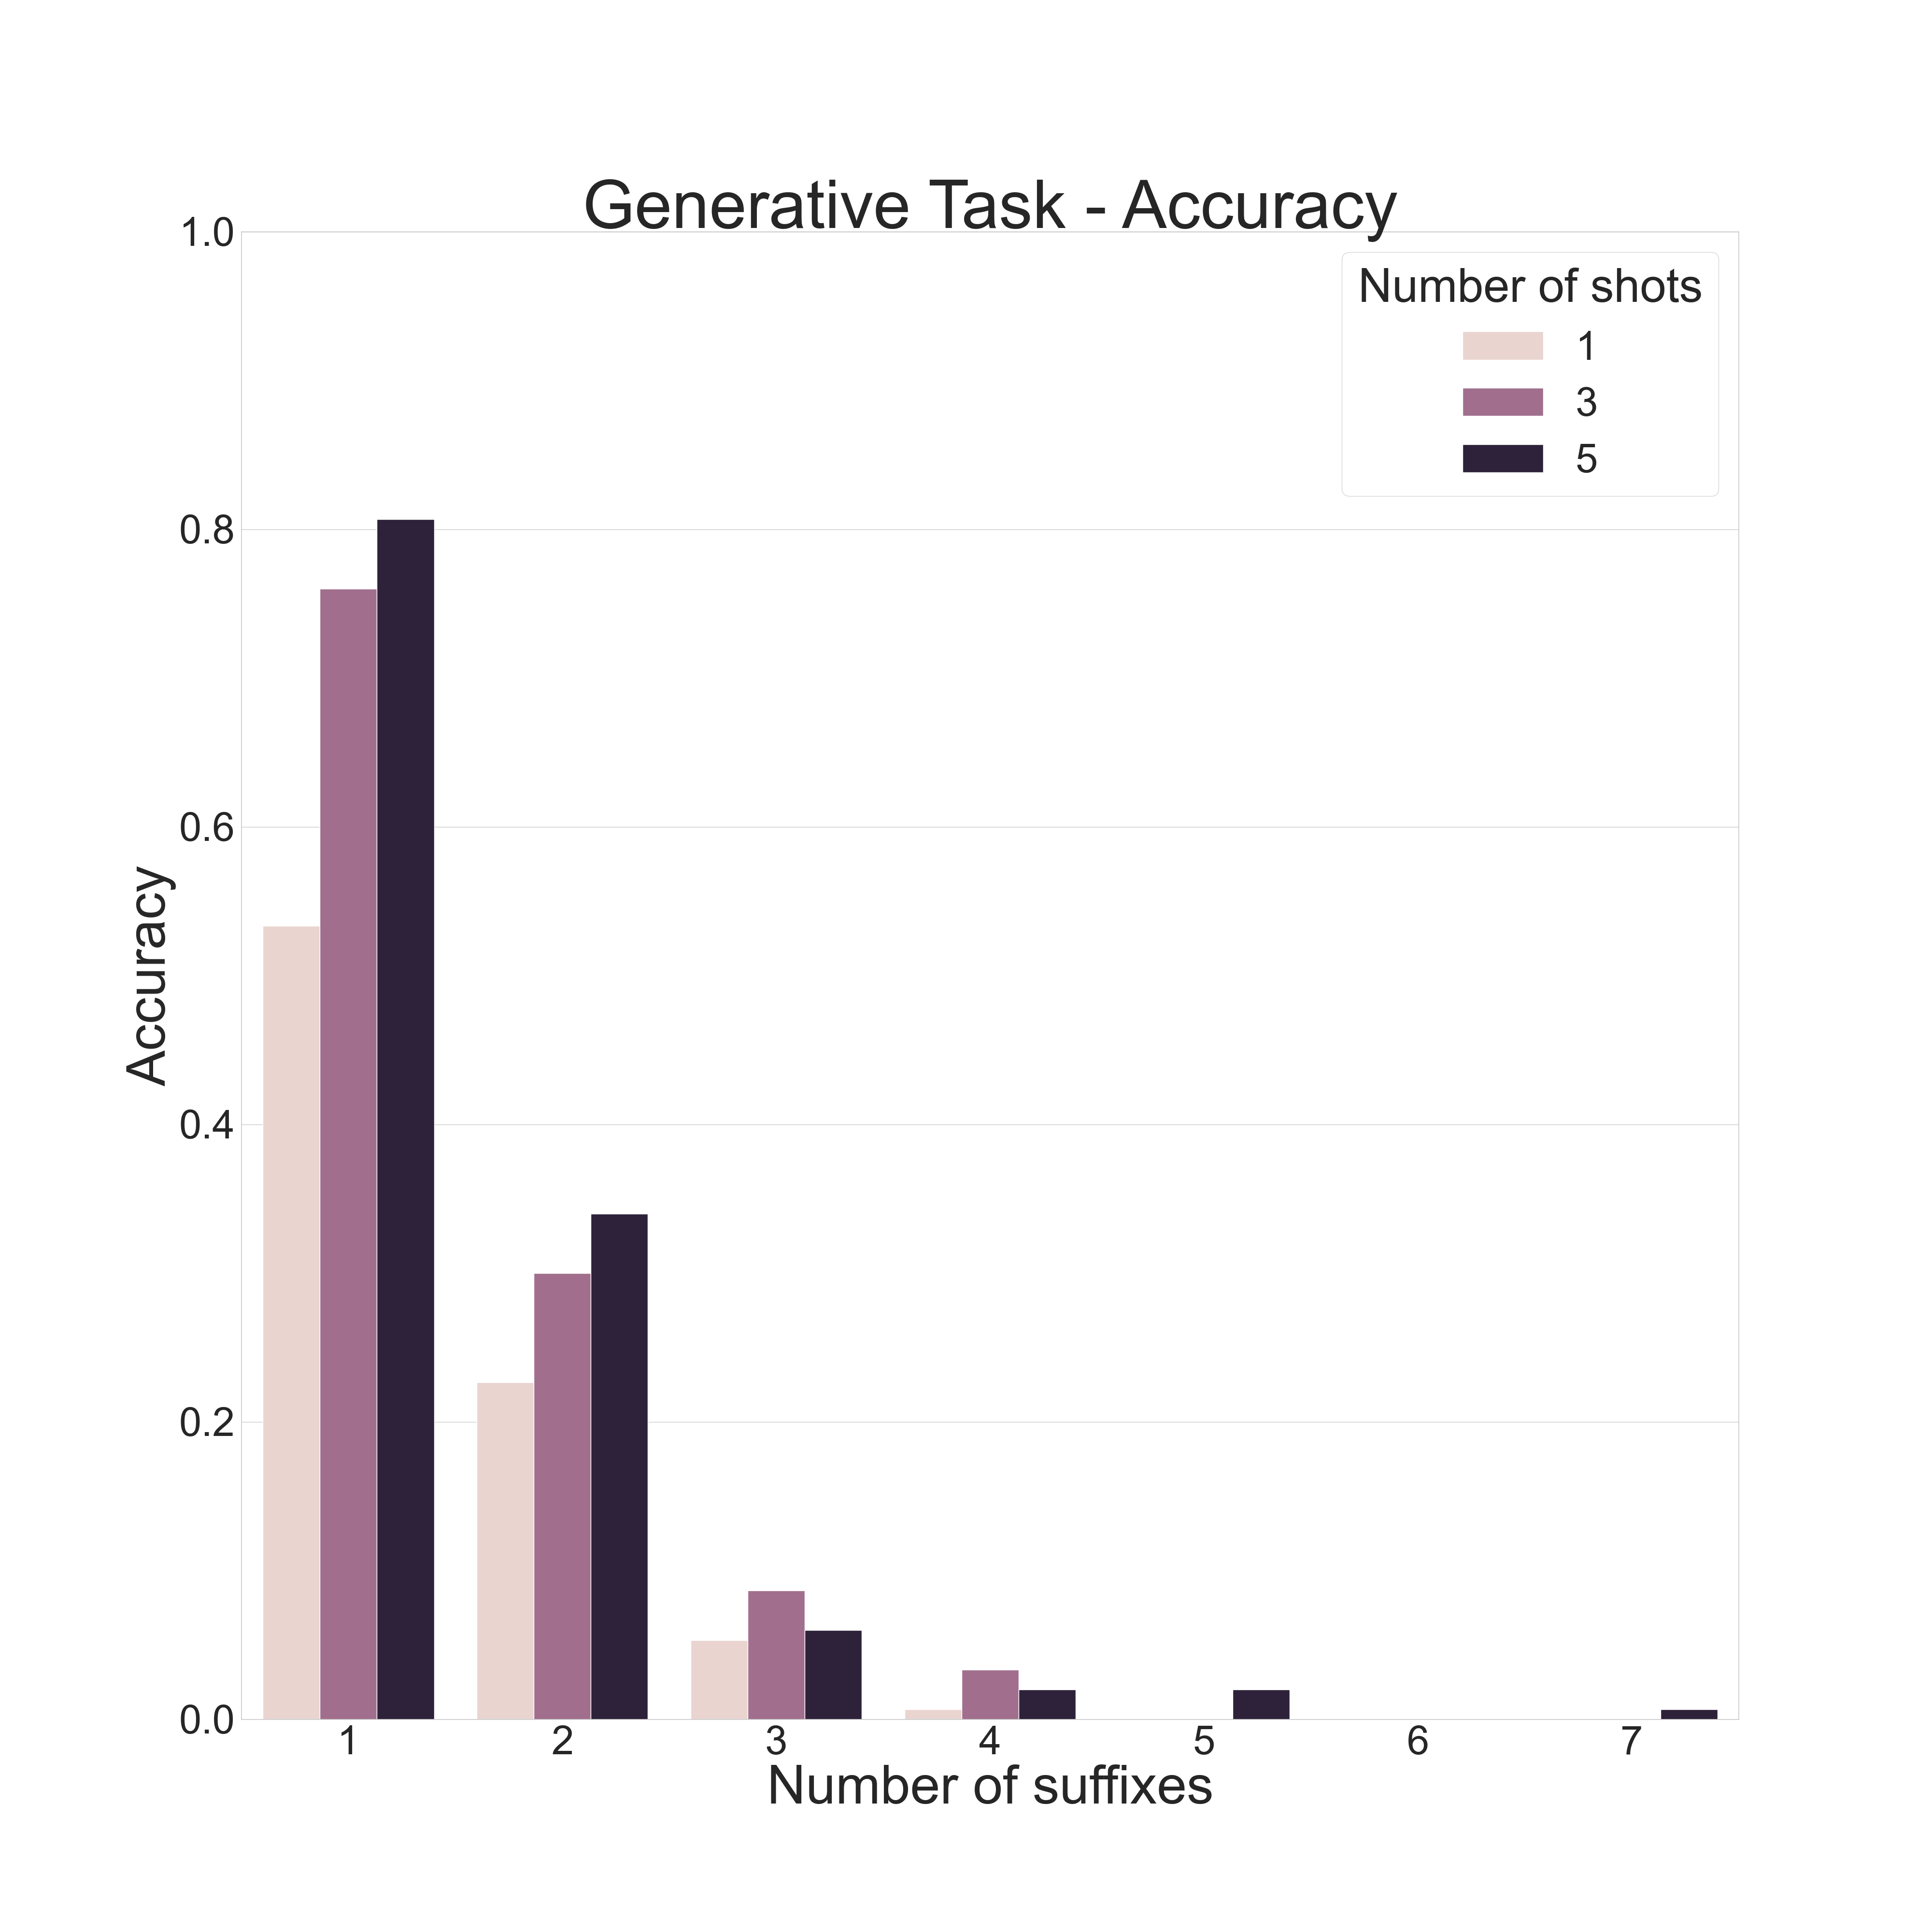 Generative Task - Accuracy
Number of shots
1
3
5
1.0
0.8
0.6
0.4
0.2
0.0
Accuracy
1 2 3 4 5 6 7
Number of suffixes